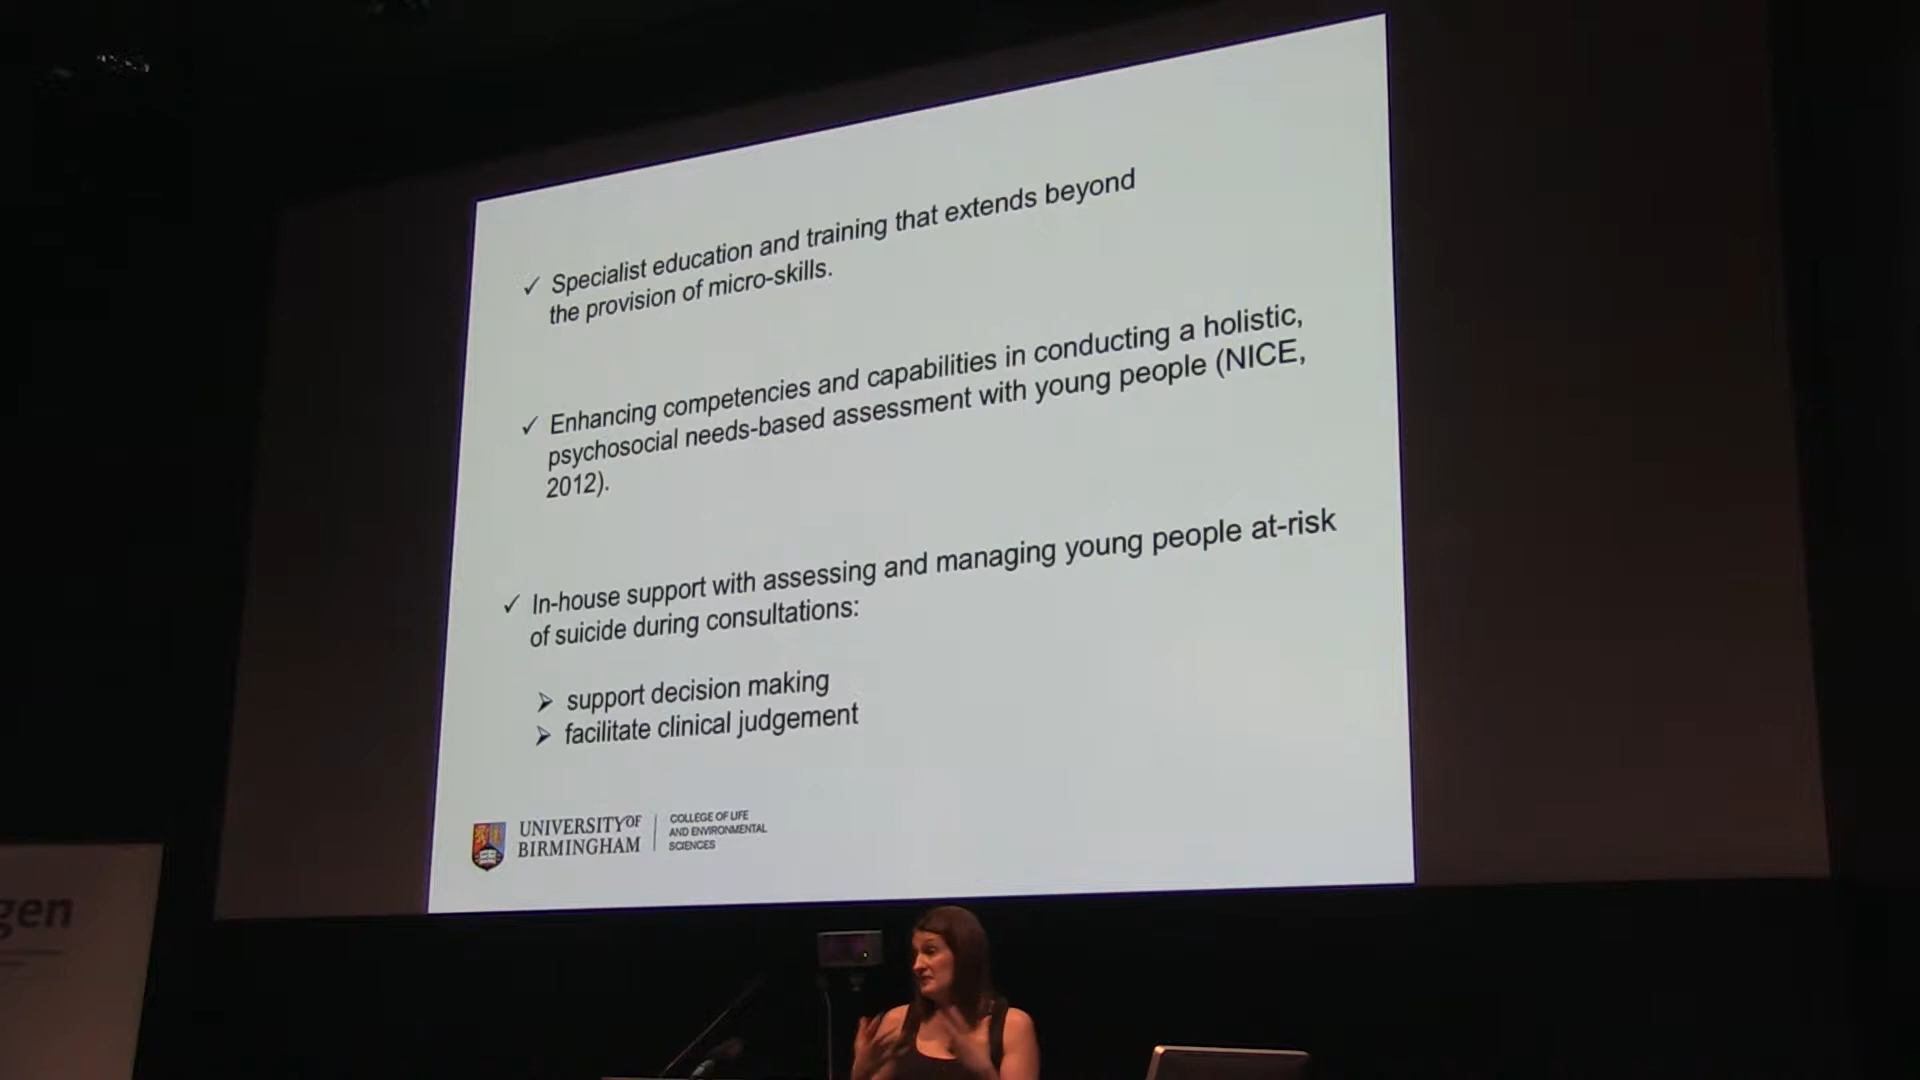 ✓ Specialist education and training that extends beyond
the provision of micro-skills.
✓ Enhancing competencies and capabilities in conducting a holistic,
psychosocial needs-based assessment with young people (NICE,
2012).
✓ In-house support with assessing and managing young people at-risk
of suicide during consultations:
➢ support decision making
➢ facilitate clinical judgement
UNIVERSITY OF
BIRMINGHAM
COLLEGE OF LIFE
AND ENVIRONMENTAL
SCIENCES
gen